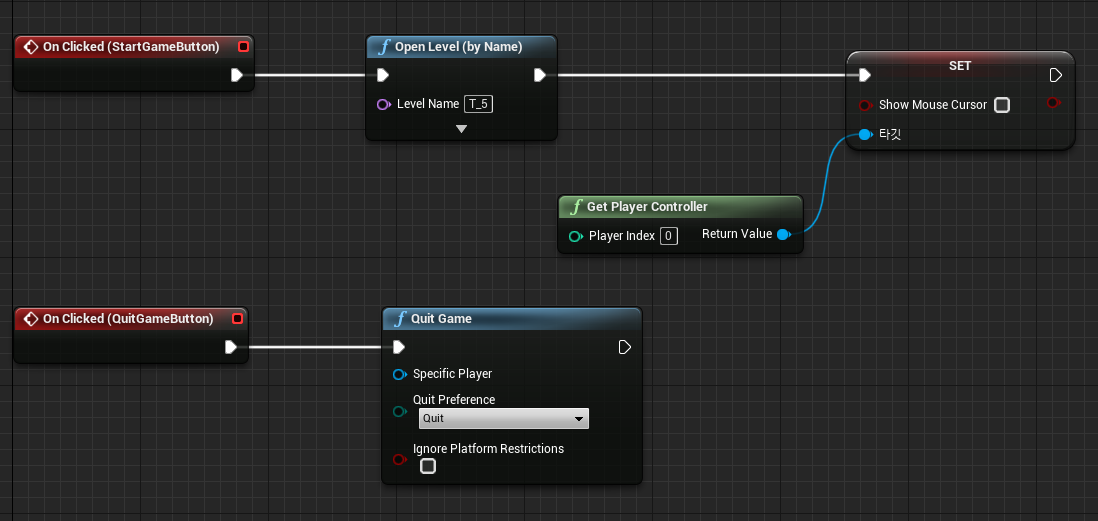 On Clicked (StartGameButton)
f Open Level (by Name)
Level Name T_5
SET
Show Mouse Cursor
타깃
f Get Player Controller
Player Index 0 Return Value
On Clicked (QuitGameButton)
f Quit Game
Specific Player
Quit Preference
Quit
Ignore Platform Restrictions